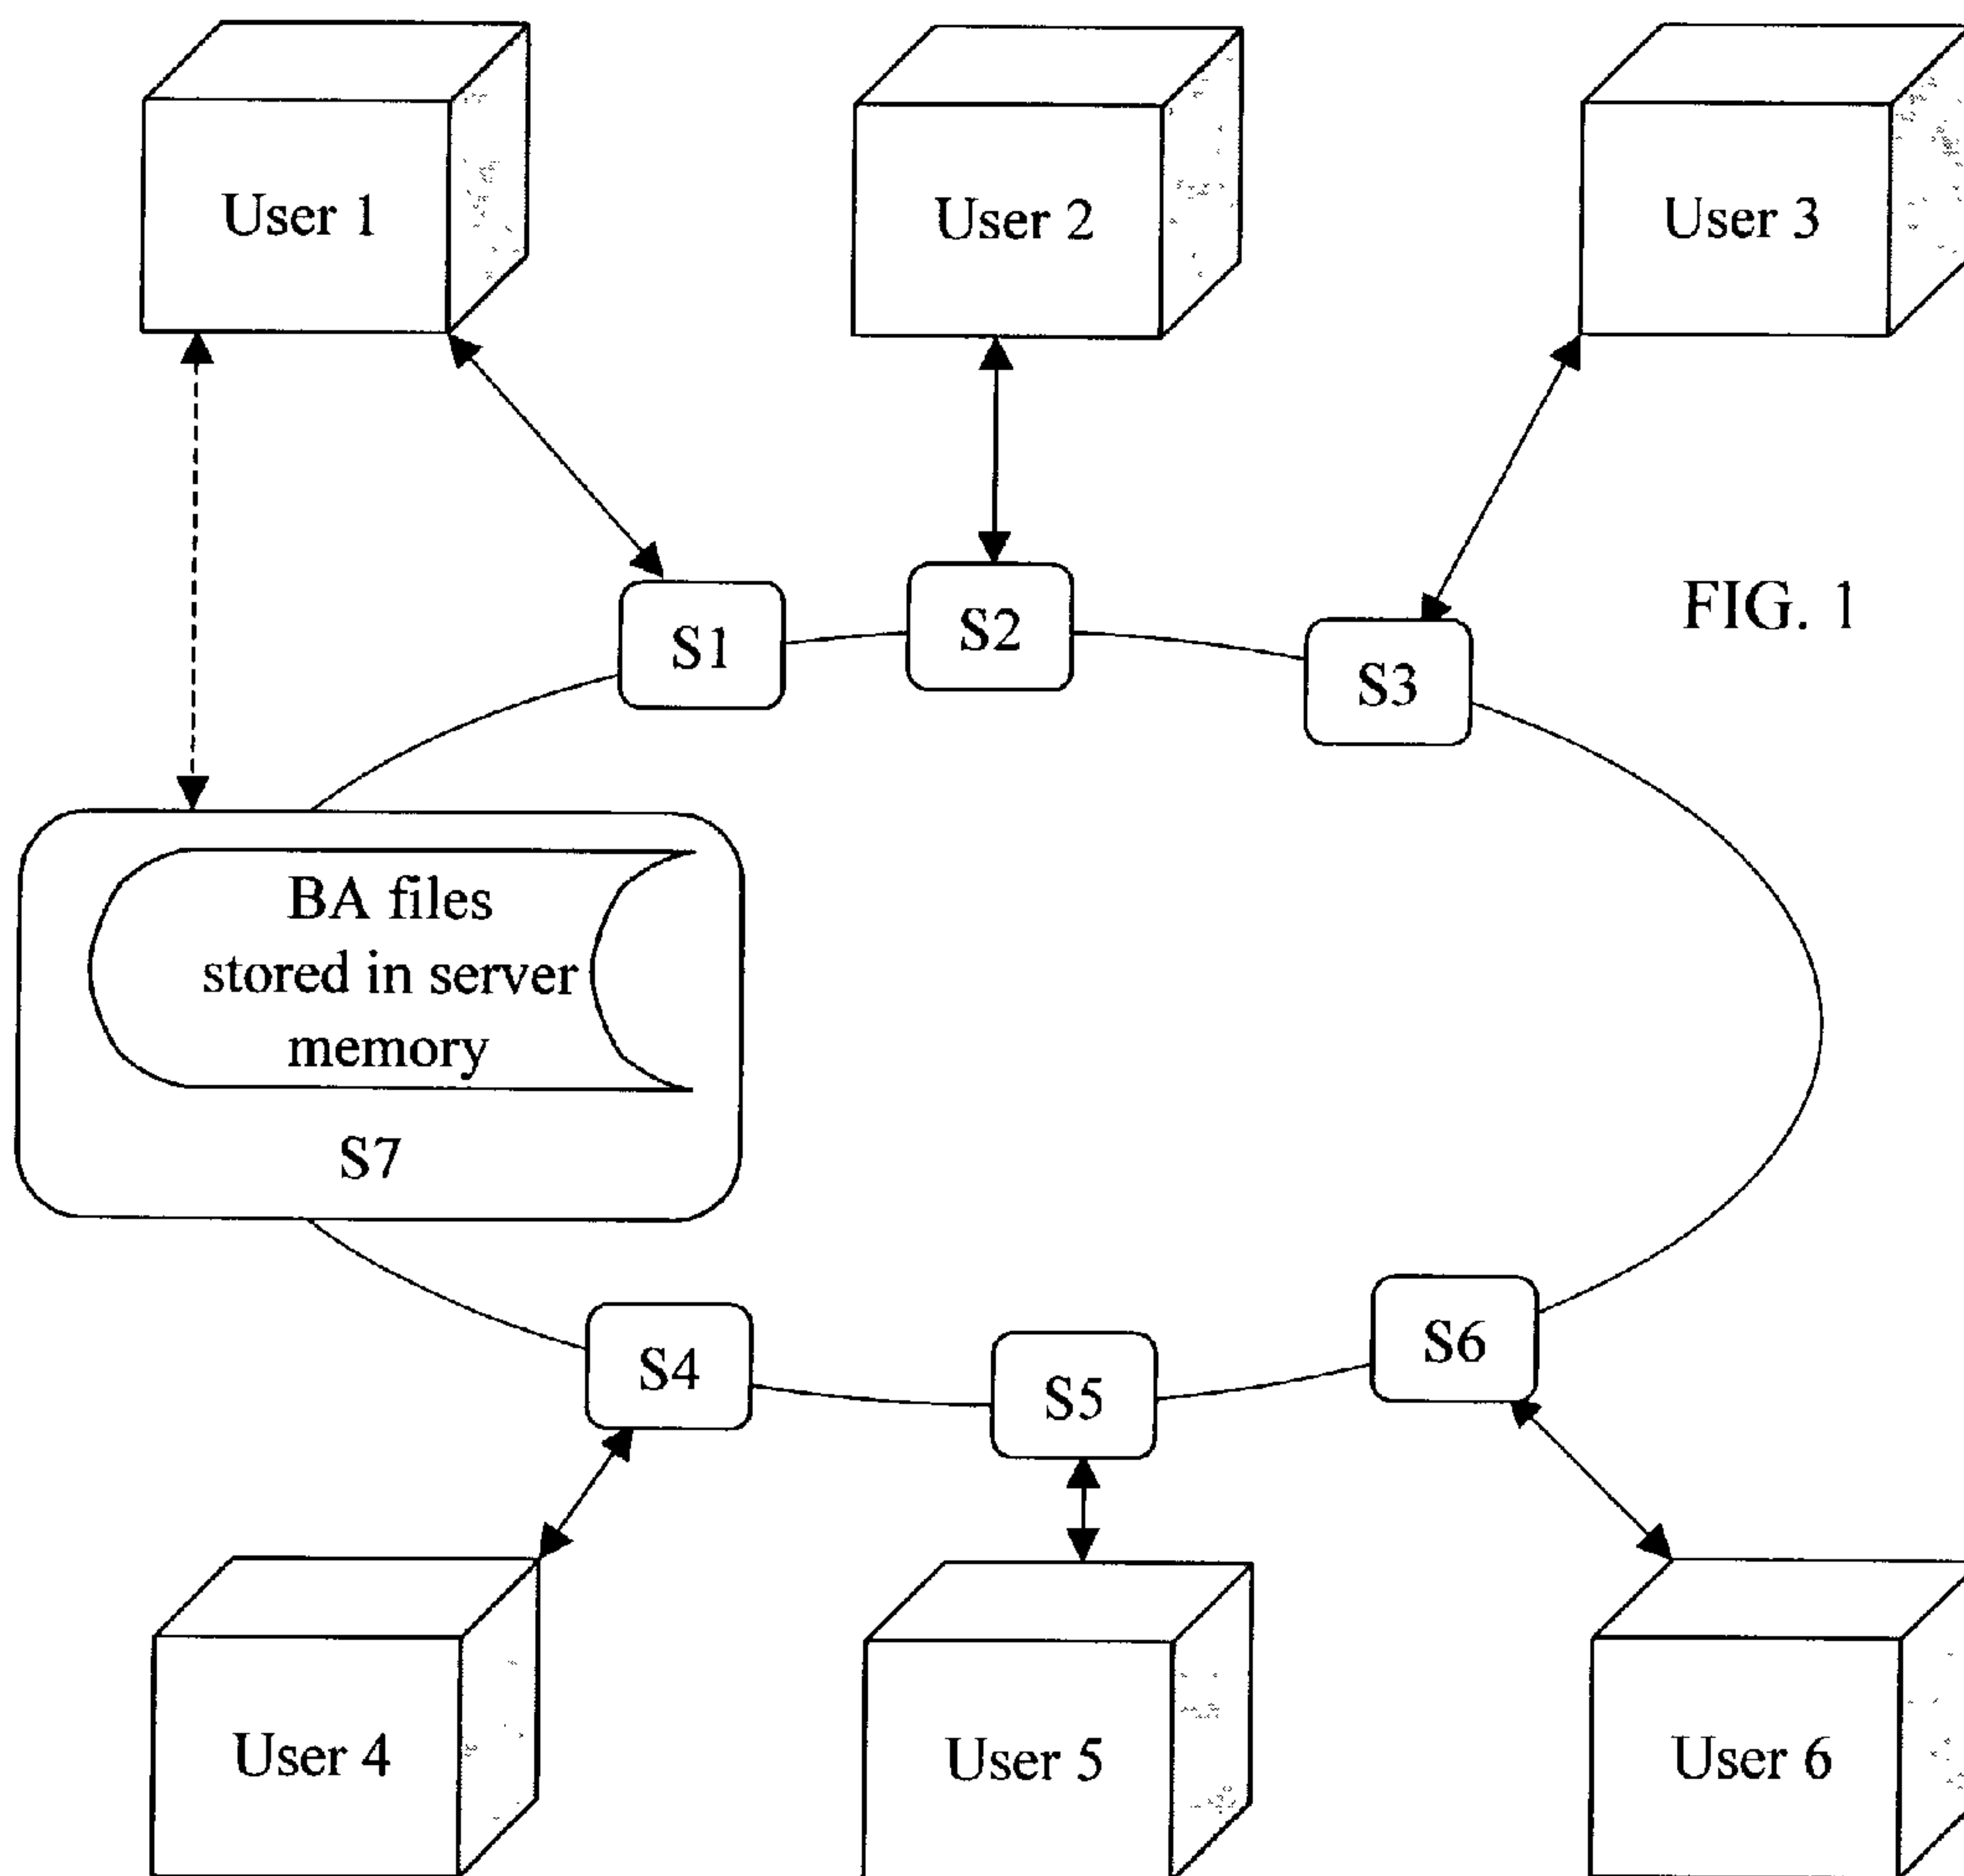 User 1
User 2
User 3
FIG. 1
S1
S2
S3
BA files
stored in server
memory
S7
S4
S5
S6
User 4
User 5
User 6